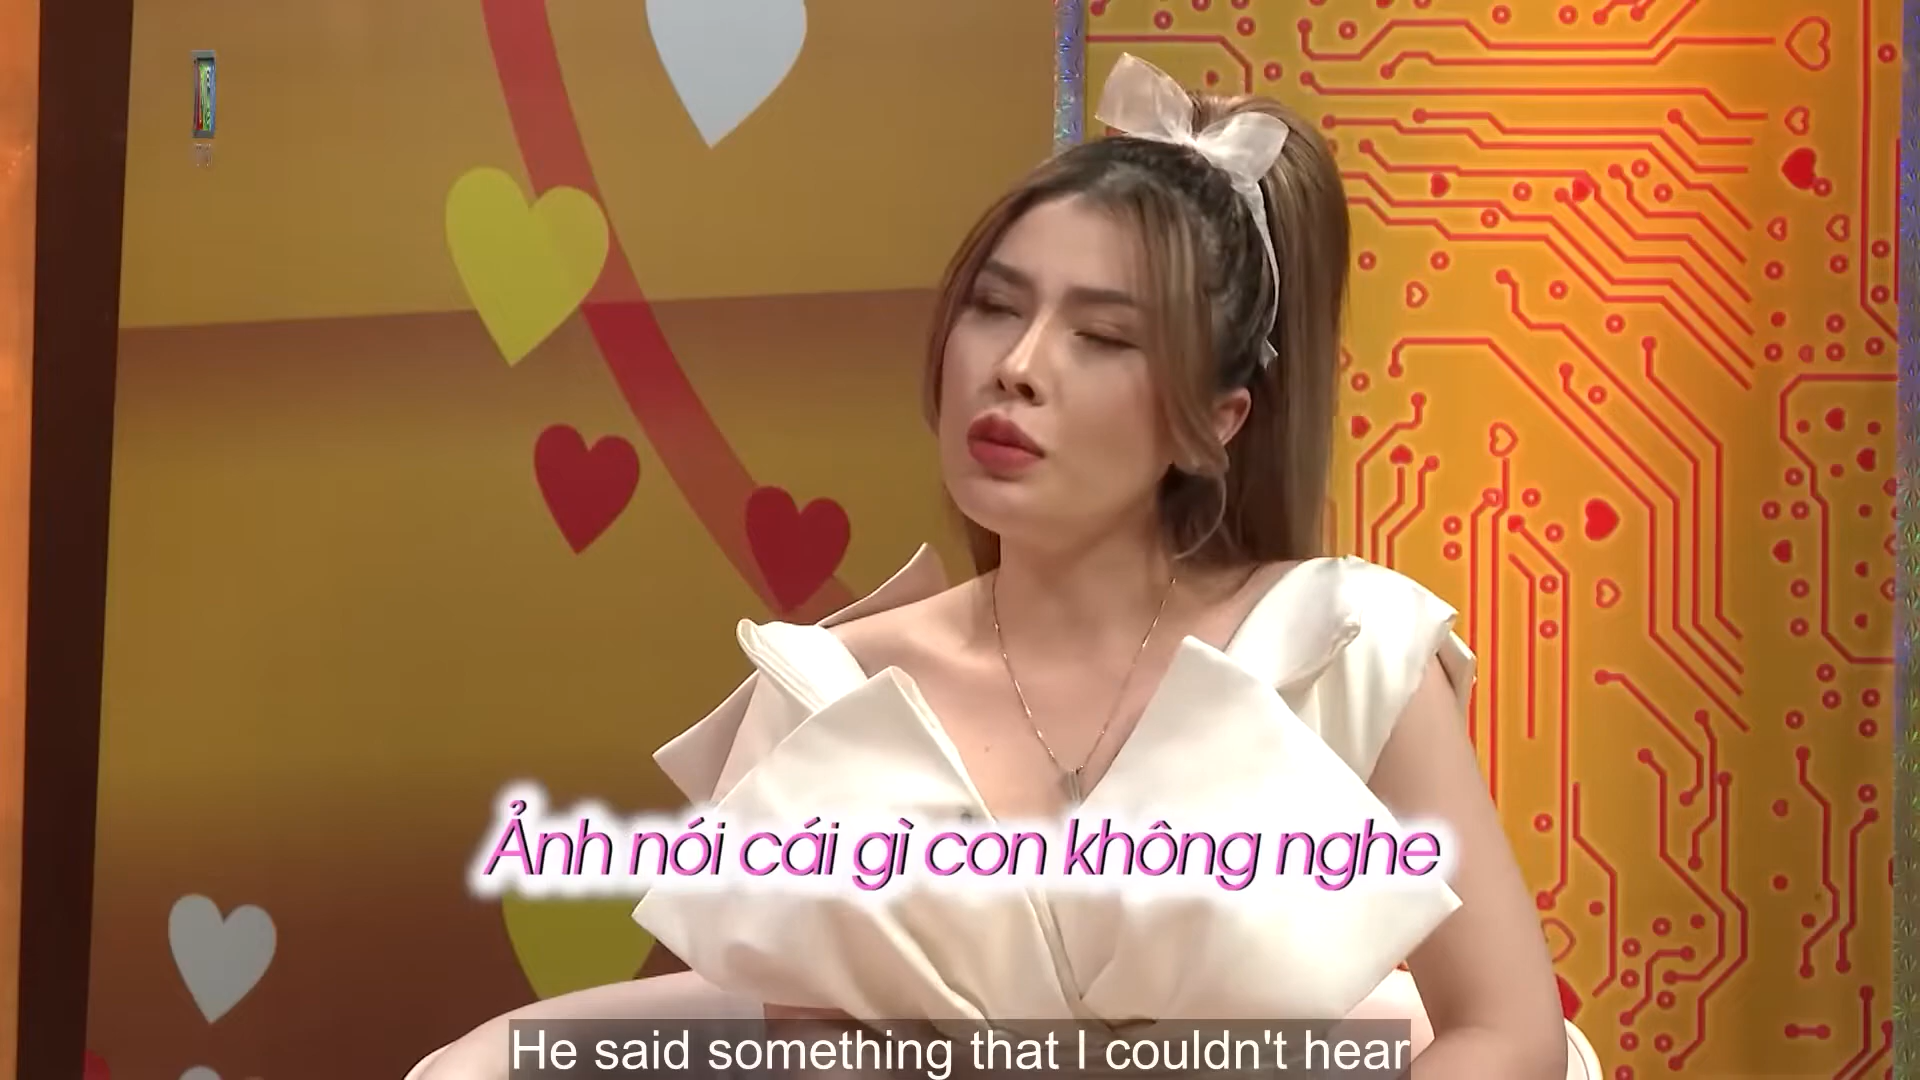 Ảnh nói cái gì con không nghe
He said something that I couldn't hear